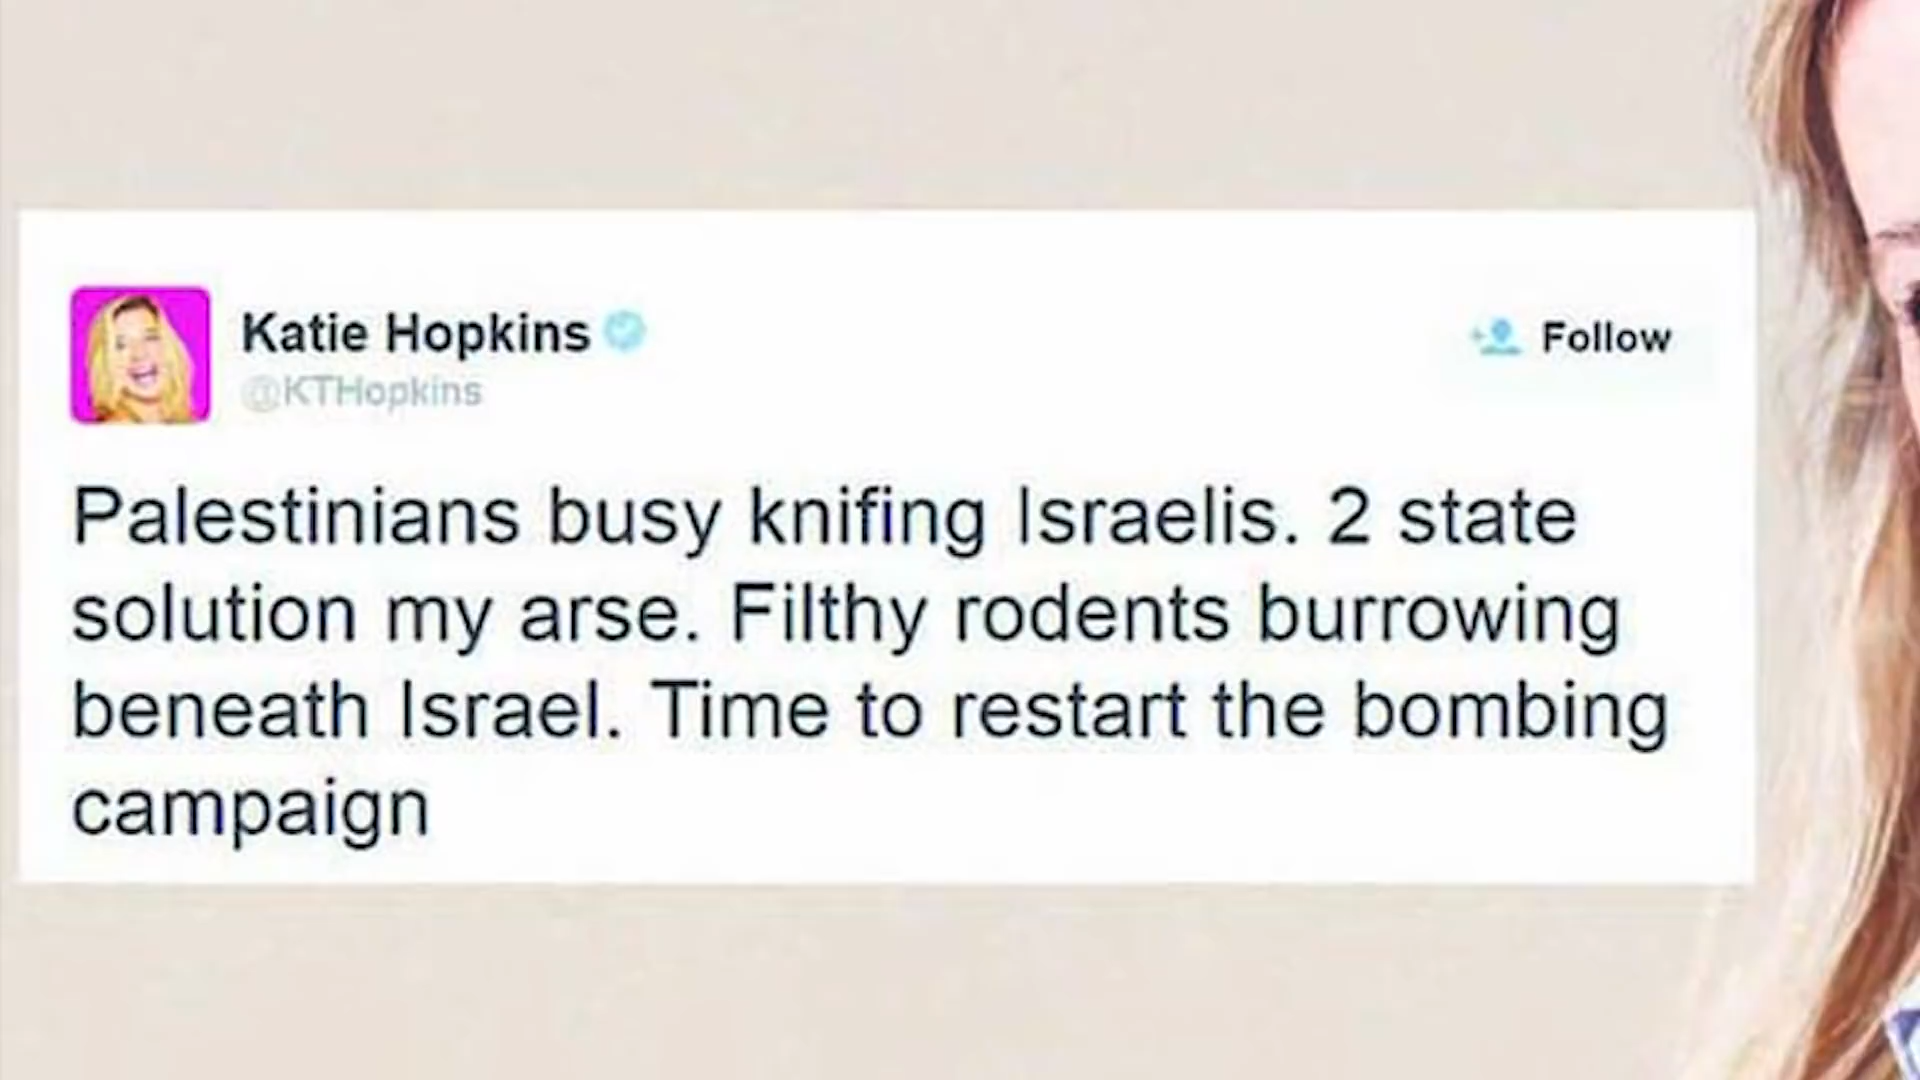 Katie Hopkins
Follow
@KTHopkins
Palestinians busy knifing Israelis. 2 state
solution my arse. Filthy rodents burrowing
beneath Israel. Time to restart the bombing
campaign